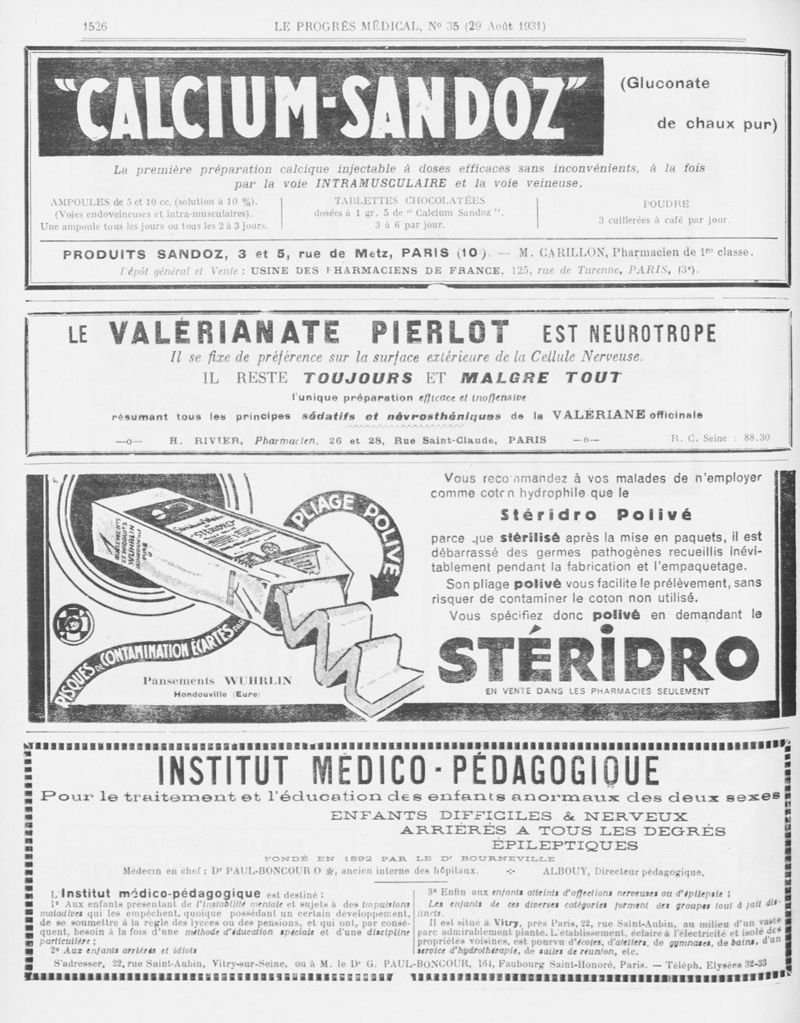 1526
LE PROGRÈS MÉDICAL, N° 35 (29 Août 1931)
"CALCIUM-SANDOZ"
(Gluconate
de chaux pur)
La première préparation calcique injectable à doses efficaces sans inconvénients, à la fois
par la voie INTRAMUSCULAIRE et la voie veineuse.
AMPOULES de 5 et 10 cc. (solution à 10 %).
(Voies endoveineuses et intra-musculaires).
Une ampoule tous les jours ou tous les 2 à 3 jours.
TABLETTES CHOCOLATÉES
dosées à 1 gr. 5 de " Calcium Sandoz ".
3 à 6 par jour.
POUDRE
3 cuillerées à café par jour.
PRODUITS SANDOZ, 3 et 5, rue de Metz, PARIS (10ᵉ). — M. CARILLON, Pharmacien de 1re classe.
Dépôt général et Vente : USINE DES PHARMACIENS DE FRANCE, 125, rue de Turenne, PARIS, (3e).
LE VALÉRIANATE PIERLOT EST NEUROTROPE
Il se fixe de préférence sur la surface extérieure de la Cellule Nerveuse.
IL RESTE TOUJOURS ET MALGRE TOUT
l'unique préparation efficace et inoffensive
résumant tous les principes sédatifs et névrosthéniques de la VALÉRIANE officinale
—o— H. RIVIER, Pharmacien, 26 et 28, Rue Saint-Claude, PARIS —o— R. C. Seine : 88.30
PLIAGE POLIVÉ
PANSEMENTS
WUHRLIN
STÉRIDRO
RISQUES DE CONTAMINATION ÉCARTÉS PAR
Pansements WUHRLIN
Hondouville (Eure)
Vous recommandez à vos malades de n'employer
comme coton hydrophile que le
Stéridro Polivé
parce que stérilisé après la mise en paquets, il est
débarrassé des germes pathogènes recueillis inévi-
tablement pendant la fabrication et l'empaquetage.
Son pliage polivé vous facilite le prélèvement, sans
risquer de contaminer le coton non utilisé.
Vous spécifiez donc polivé en demandant le
STÉRIDRO
EN VENTE DANS LES PHARMACIES SEULEMENT
INSTITUT MÉDICO-PÉDAGOGIQUE
Pour le traitement et l'éducation des enfants anormaux des deux sexes
ENFANTS DIFFICILES & NERVEUX
ARRIÉRÉS A TOUS LES DEGRÉS
ÉPILEPTIQUES
FONDÉ EN 1892 PAR LE Dr BOURNEVILLE
Médecin en chef : Dr PAUL-BONCOUR O ✻, ancien interne des hôpitaux. ⁘ ALBOUY, Directeur pédagogique.
L'Institut médico-pédagogique est destiné :
1° Aux enfants présentant de l'instabilité mentale et sujets à des impulsions
maladives qui les empêchent, quoique possédant un certain développement,
de se soumettre à la règle des lycées ou des pensions, et qui ont, par consé-
quent, besoin à la fois d'une méthode d'éducation spéciale et d'une discipline
particulière ;
2° Aux enfants arriérés et idiots
3° Enfin aux enfants atteints d'affections nerveuses ou d'épilepsie ;
Les enfants de ces diverses catégories forment des groupes tout à fait dis-
tincts.
Il est situé à Vitry, près Paris, 22, rue Saint-Aubin, au milieu d'un vaste
parc admirablement planté. L'établissement, éclairé à l'électricité et isolé des
propriétés voisines, est pourvu d'écoles, d'ateliers, de gymnases, de bains, d'un
service d'hydrothérapie, de salles de réunion, etc.
S'adresser, 22, rue Saint-Aubin, Vitry-sur-Seine, ou à M. le Dr G. PAUL-BONCOUR, 164, Faubourg Saint-Honoré, Paris. — Téléph. Elysées 32-33